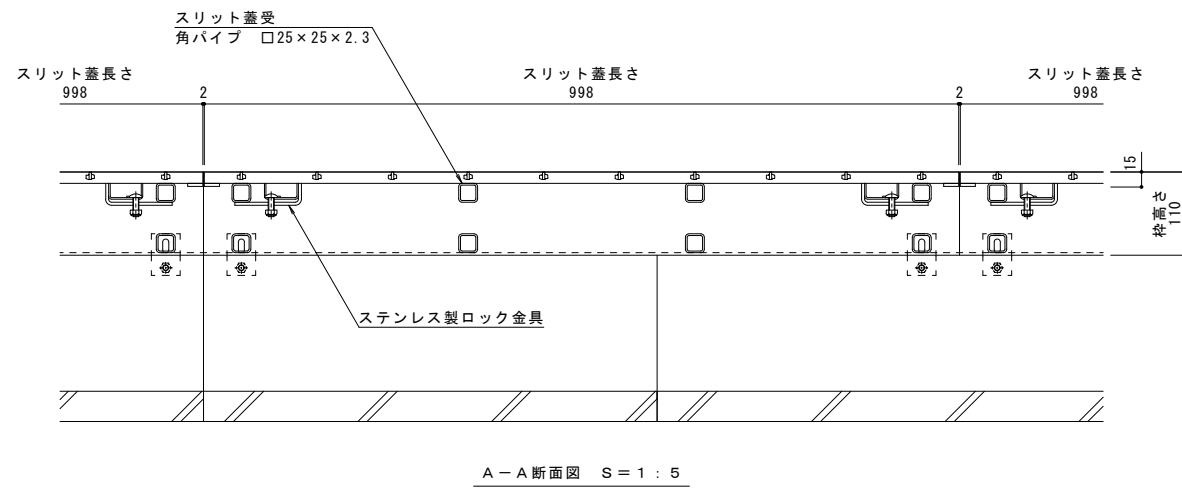 スリット蓋受
角パイプ　□25×25×2.3
スリット蓋長さ
998
2
スリット蓋長さ
998
2
スリット蓋長さ
998
15
枠高さ
110
ステンレス製ロック金具
A－A断面図　S＝1：5